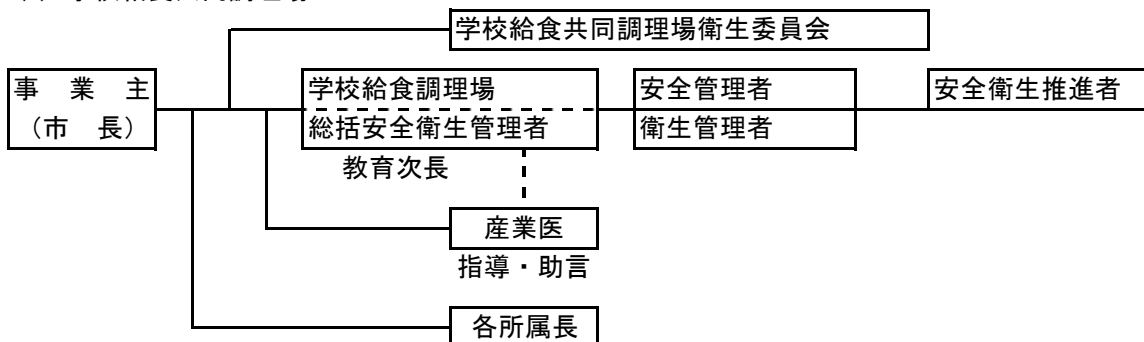 学校給食共同調理場衛生委員会
事　業　主
（市　長）
学校給食調理場
総括安全衛生管理者
教育次長
安全管理者
衛生管理者
安全衛生推進者
産業医
指導・助言
各所属長